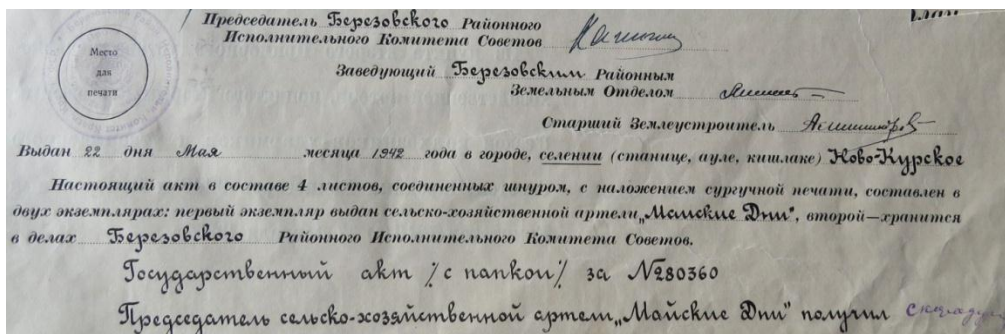 Председатель Березовского Районного
Исполнительного Комитета Советов
Место
для
печати
Заведующий Березовским Районным
Земельным Отделом
Старший Землеустроитель
Выдан 22 дня Мая месяца 1942 года в городе, селении (станице, ауле, кишлаке) Ново-Курское
Настоящий акт в составе 4 листов, соединенных шнуром, с наложением сургучной печати, составлен в
двух экземплярах: первый экземпляр выдан сельско-хозяйственной артели „Майские Дни", второй—хранится
в делах Березовского Районного Исполнительного Комитета Советов.
Государственный акт /с папкой/ за №280360
Председатель сельско-хозяйственной артели „Майские Дни" получил